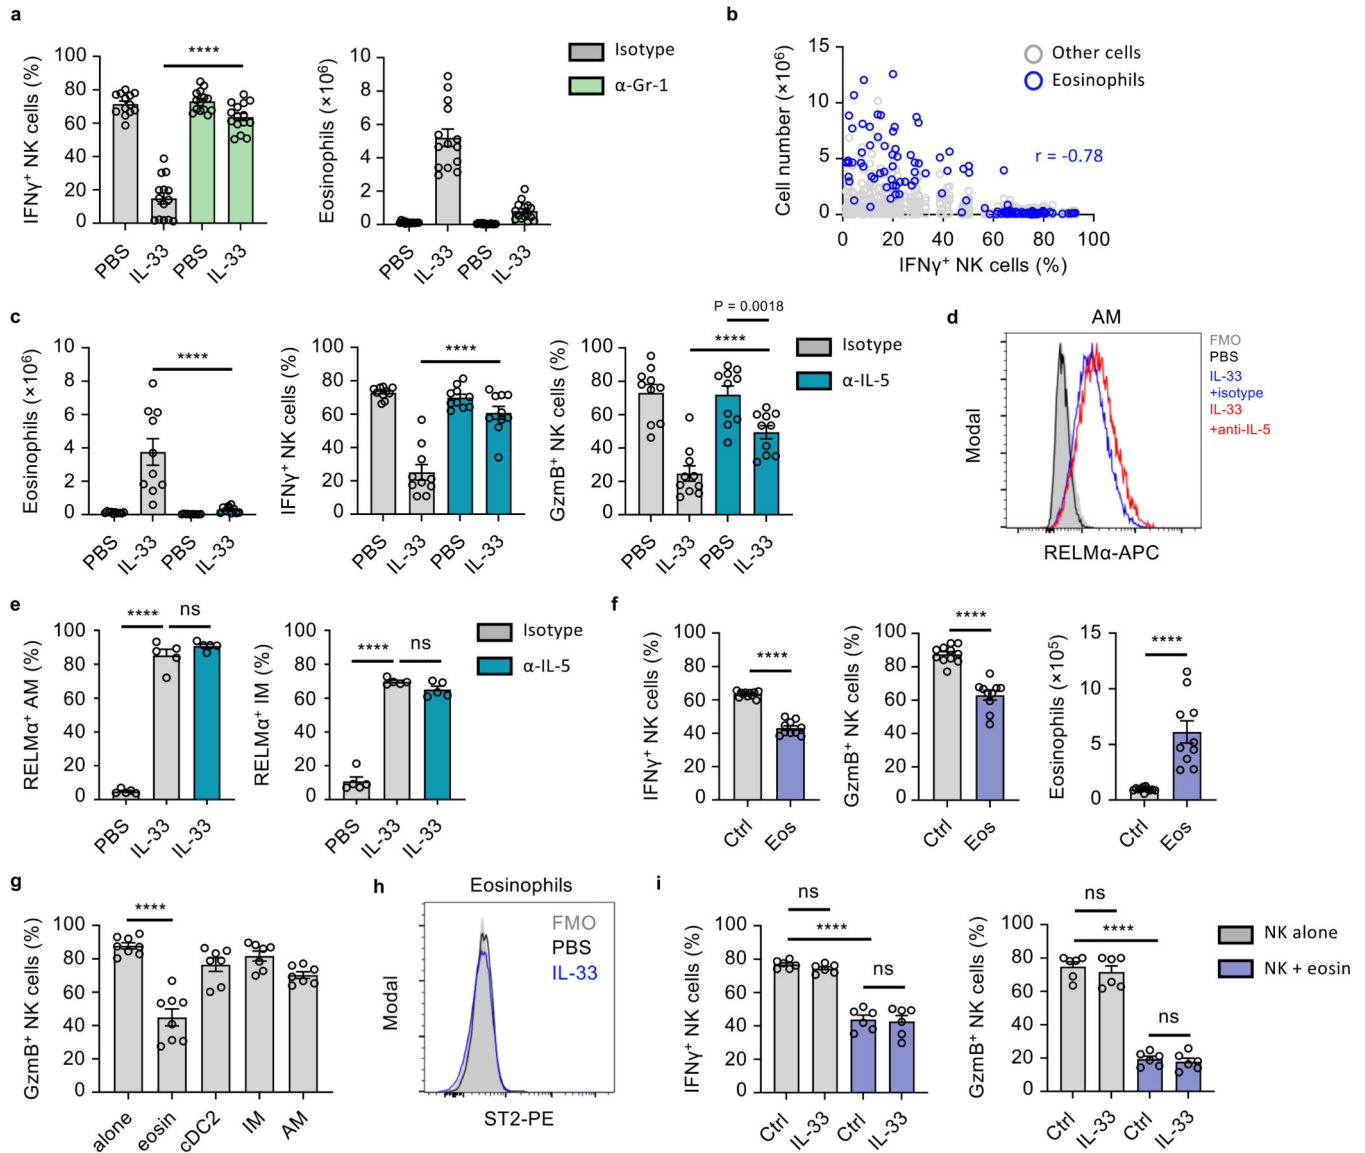 a
IFNγ⁺ NK cells (%)
100
80
60
40
20
0
****
PBS
IL-33
PBS
IL-33
Eosinophils (×10⁶)
10
8
6
4
2
0
PBS
IL-33
PBS
IL-33
Isotype
α-Gr-1
b
Cell number (×10⁶)
15
10
5
0
0
20
40
60
80
100
IFNγ⁺ NK cells (%)
Other cells
Eosinophils
r = -0.78
c
Eosinophils (×10⁶)
10
8
6
4
2
0
****
PBS
IL-33
PBS
IL-33
IFNγ⁺ NK cells (%)
100
80
60
40
20
0
****
PBS
IL-33
PBS
IL-33
GzmB⁺ NK cells (%)
100
80
60
40
20
0
P = 0.0018
****
PBS
IL-33
PBS
IL-33
Isotype
α-IL-5
d
AM
Modal
RELMα-APC
FMO
PBS
IL-33
+isotype
IL-33
+anti-IL-5
e
RELMα⁺ AM (%)
100
80
60
40
20
0
****
ns
PBS
IL-33
IL-33
RELMα⁺ IM (%)
100
80
60
40
20
0
****
ns
PBS
IL-33
IL-33
Isotype
α-IL-5
f
IFNγ⁺ NK cells (%)
100
80
60
40
20
0
****
Ctrl
Eos
GzmB⁺ NK cells (%)
100
80
60
40
20
0
****
Ctrl
Eos
Eosinophils (×10⁵)
15
10
5
0
****
Ctrl
Eos
g
GzmB⁺ NK cells (%)
100
80
60
40
20
0
****
alone
eosin
cDC2
IM
AM
h
Eosinophils
Modal
FMO
PBS
IL-33
ST2-PE
i
IFNγ⁺ NK cells (%)
100
80
60
40
20
0
ns
****
ns
Ctrl
IL-33
Ctrl
IL-33
GzmB⁺ NK cells (%)
100
80
60
40
20
0
ns
****
ns
Ctrl
IL-33
Ctrl
IL-33
NK alone
NK + eosin